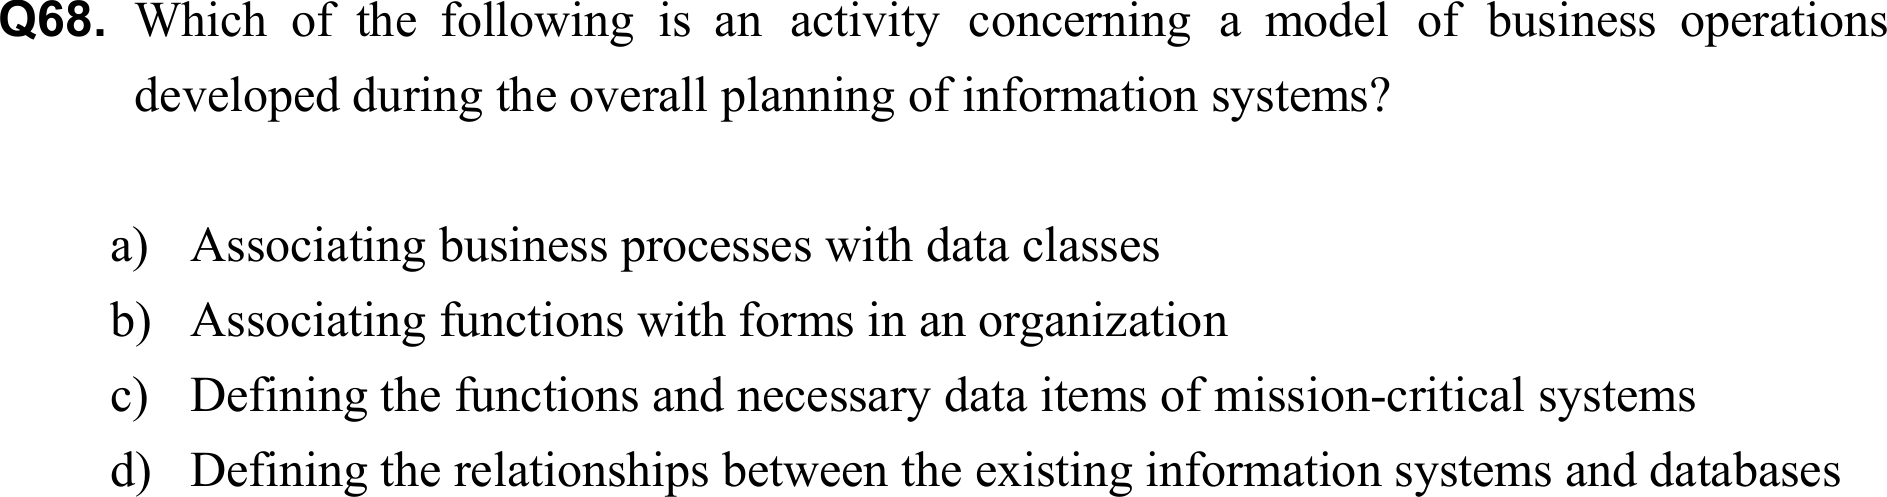 Q68. Which of the following is an activity concerning a model of business operations
developed during the overall planning of information systems?
a) Associating business processes with data classes
b) Associating functions with forms in an organization
c) Defining the functions and necessary data items of mission-critical systems
d) Defining the relationships between the existing information systems and databases